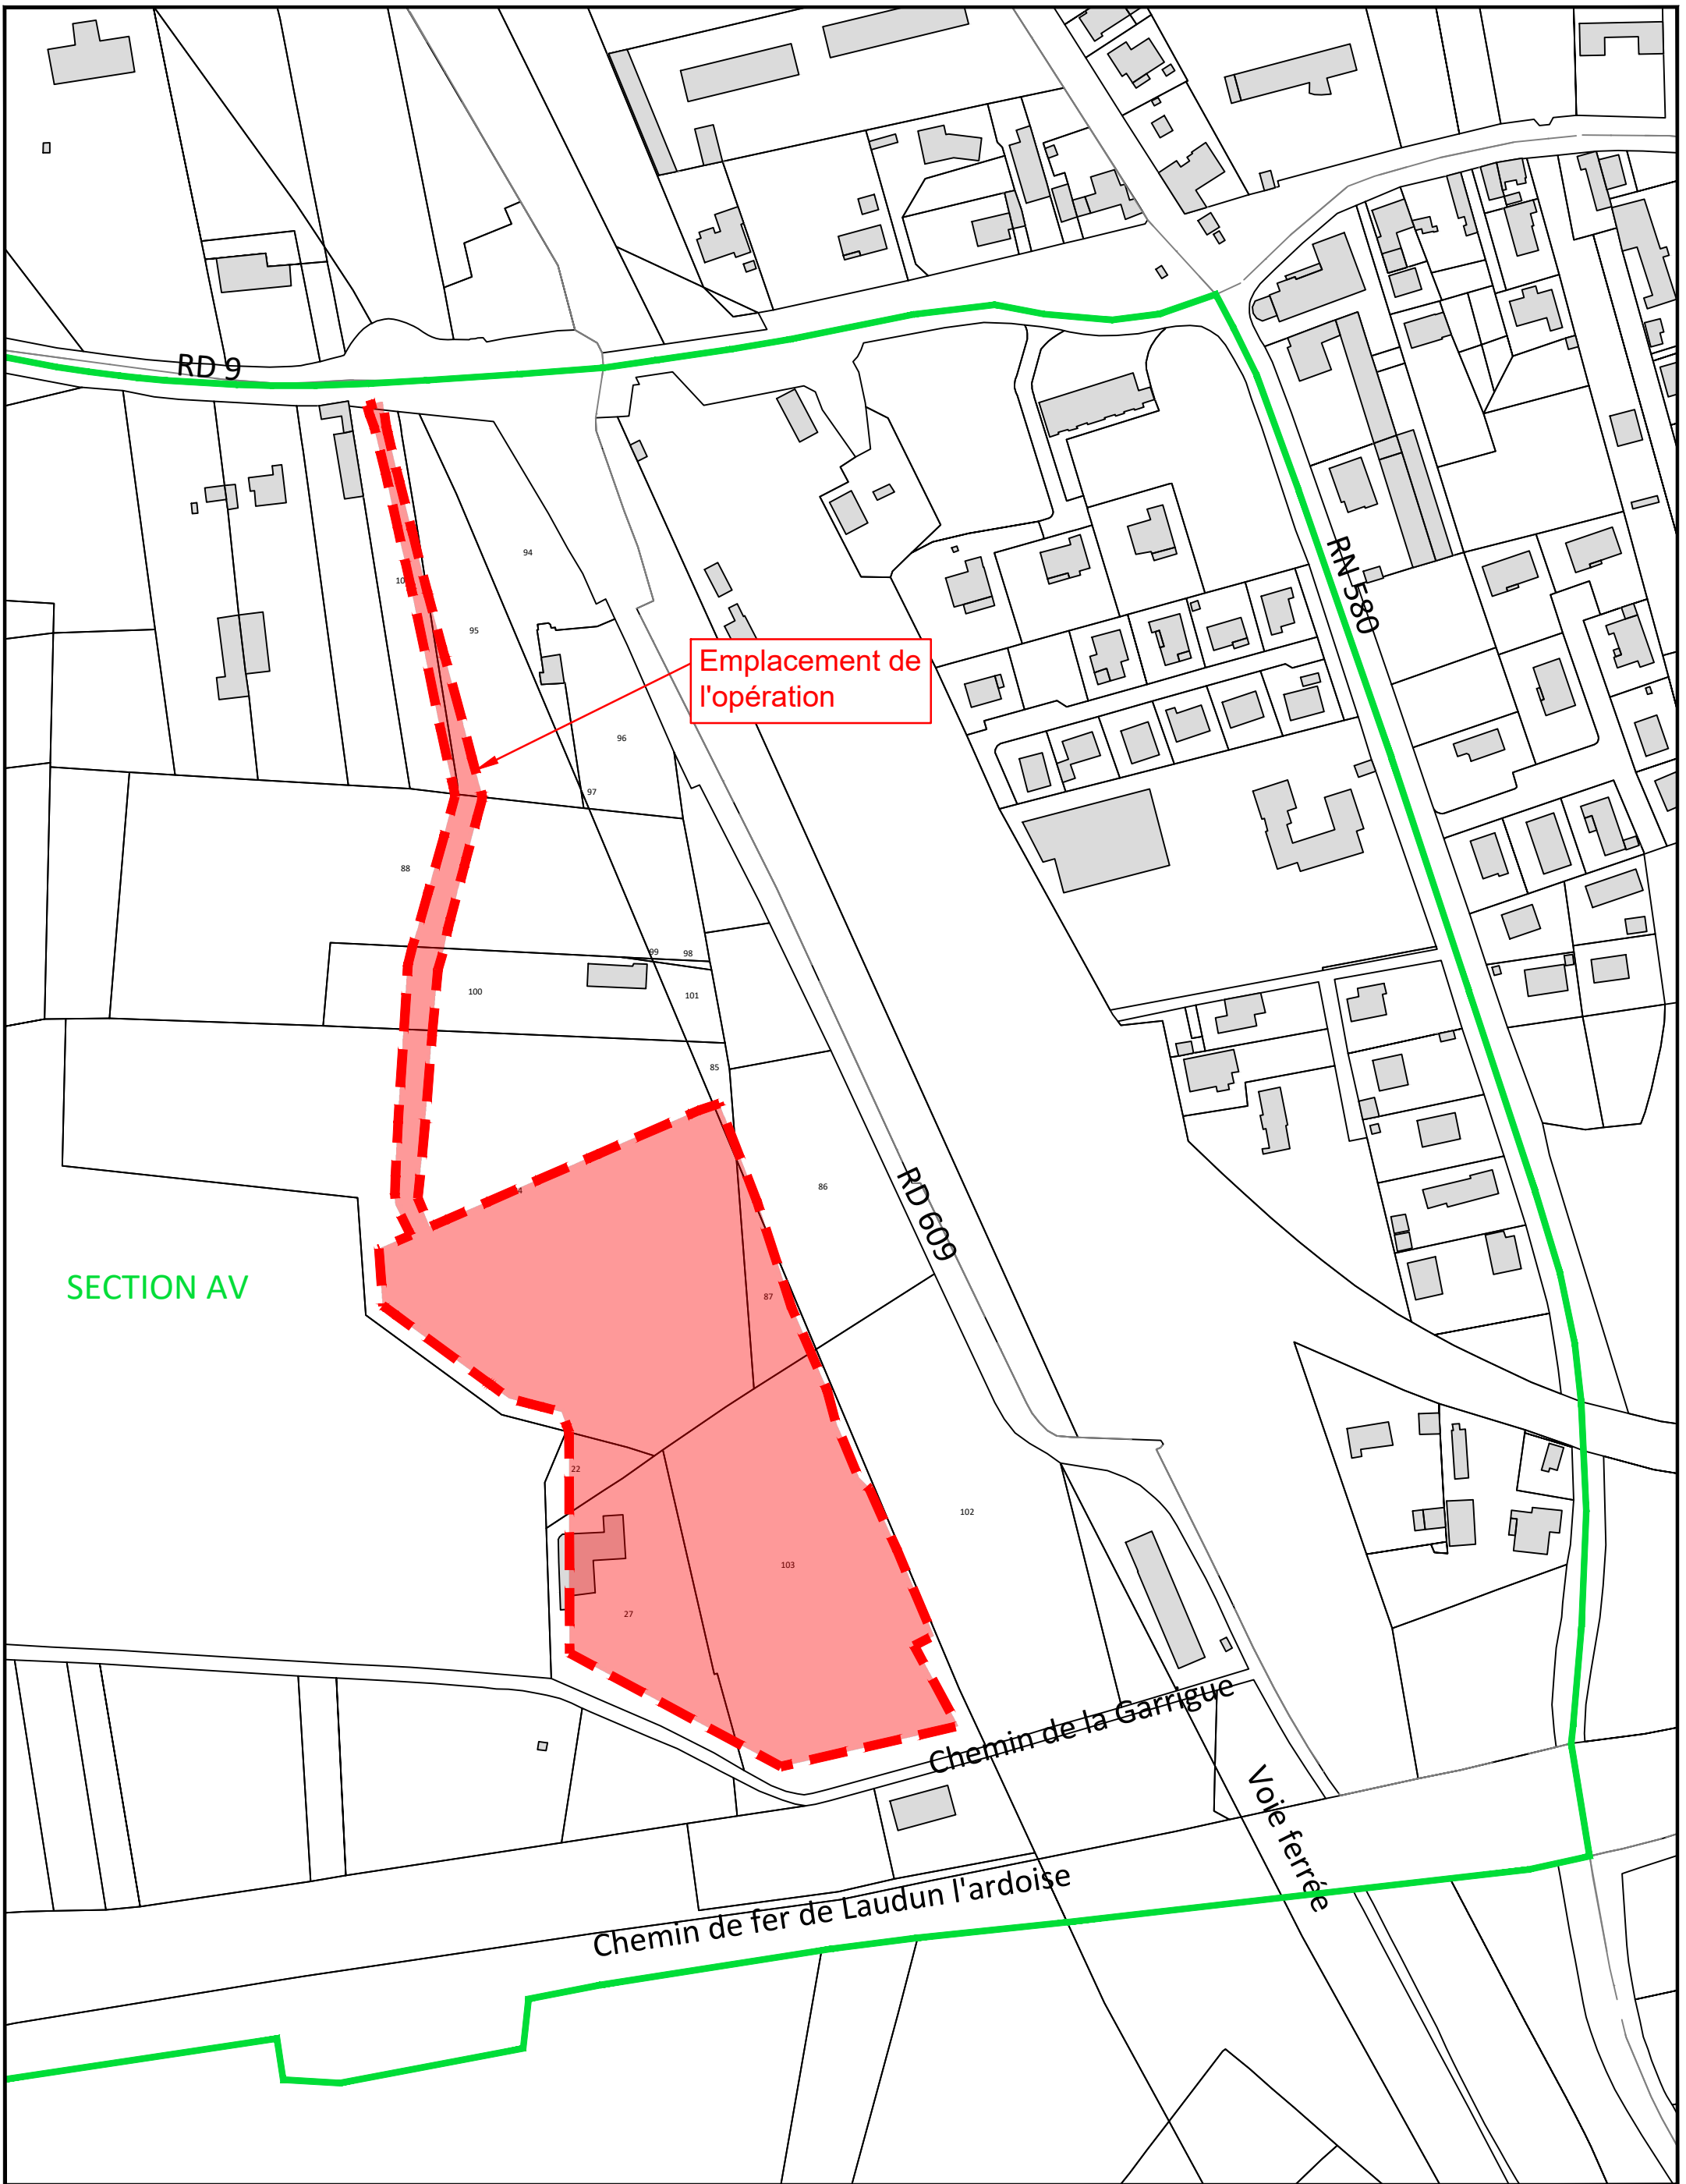 RD 9
94
95
RN 580
Emplacement de
l'opération
96
97
88
99
98
100
101
85
86
RD 609
SECTION AV
87
22
102
103
27
Chemin de la Garrigue
Voie ferrée
Chemin de fer de Laudun l'ardoise